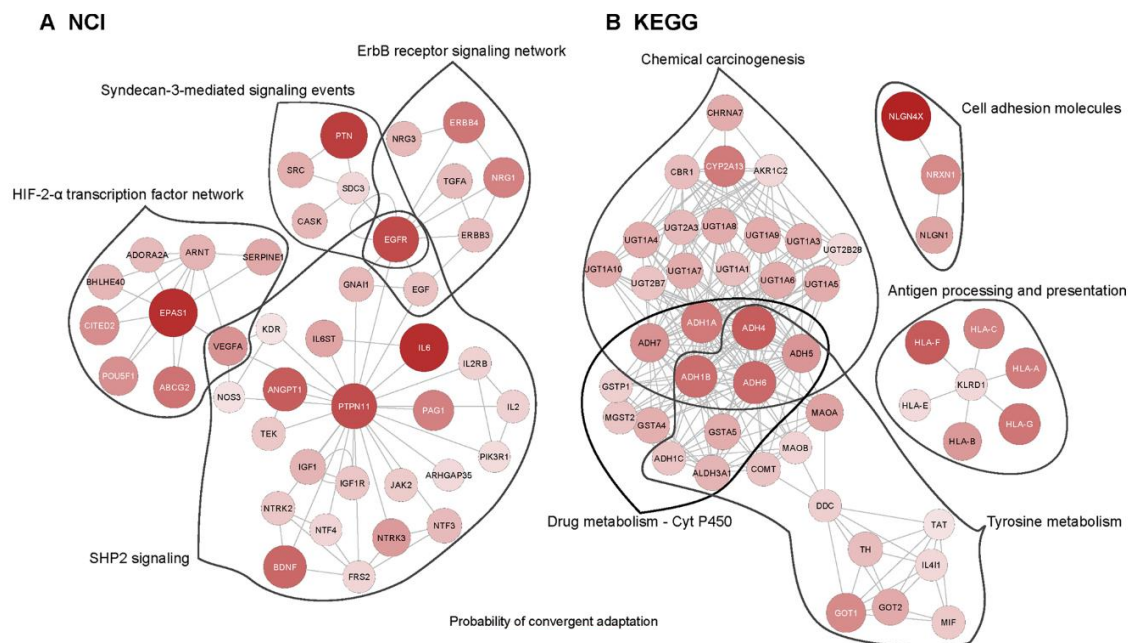 A NCI
B KEGG
ErbB receptor signaling network
Syndecan-3-mediated signaling events
HIF-2-α transcription factor network
PTN
NRG3
ERBB4
SRC
SDC3
TGFA
NRG1
CASK
EGFR
ERBB3
ADORA2A
ARNT
SERPINE1
BHLHE40
GNAI1
EGF
CITED2
EPAS1
KDR
IL6ST
IL6
VEGFA
IL2RB
POU5F1
ABCG2
NOS3
ANGPT1
PTPN11
PAG1
IL2
TEK
PIK3R1
IGF1
IGF1R
JAK2
ARHGAP35
NTRK2
NTF4
NTRK3
NTF3
BDNF
FRS2
SHP2 signaling
Chemical carcinogenesis
Cell adhesion molecules
CHRNA7
NLGN4X
CBR1
CYP2A13
AKR1C2
NRXN1
NLGN1
UGT1A4
UGT2A3
UGT1A8
UGT1A9
UGT1A3
UGT2B28
UGT1A10
UGT2B7
UGT1A7
UGT1A1
UGT1A6
UGT1A5
Antigen processing and presentation
ADH7
ADH1A
ADH4
ADH5
HLA-F
HLA-C
HLA-A
KLRD1
HLA-E
HLA-B
HLA-G
GSTP1
ADH1B
ADH6
MGST2
GSTA4
GSTA5
MAOA
ADH1C
ALDH3A1
COMT
MAOB
Drug metabolism - Cyt P450
Tyrosine metabolism
DDC
TAT
TH
IL4I1
GOT1
GOT2
MIF
Probability of convergent adaptation